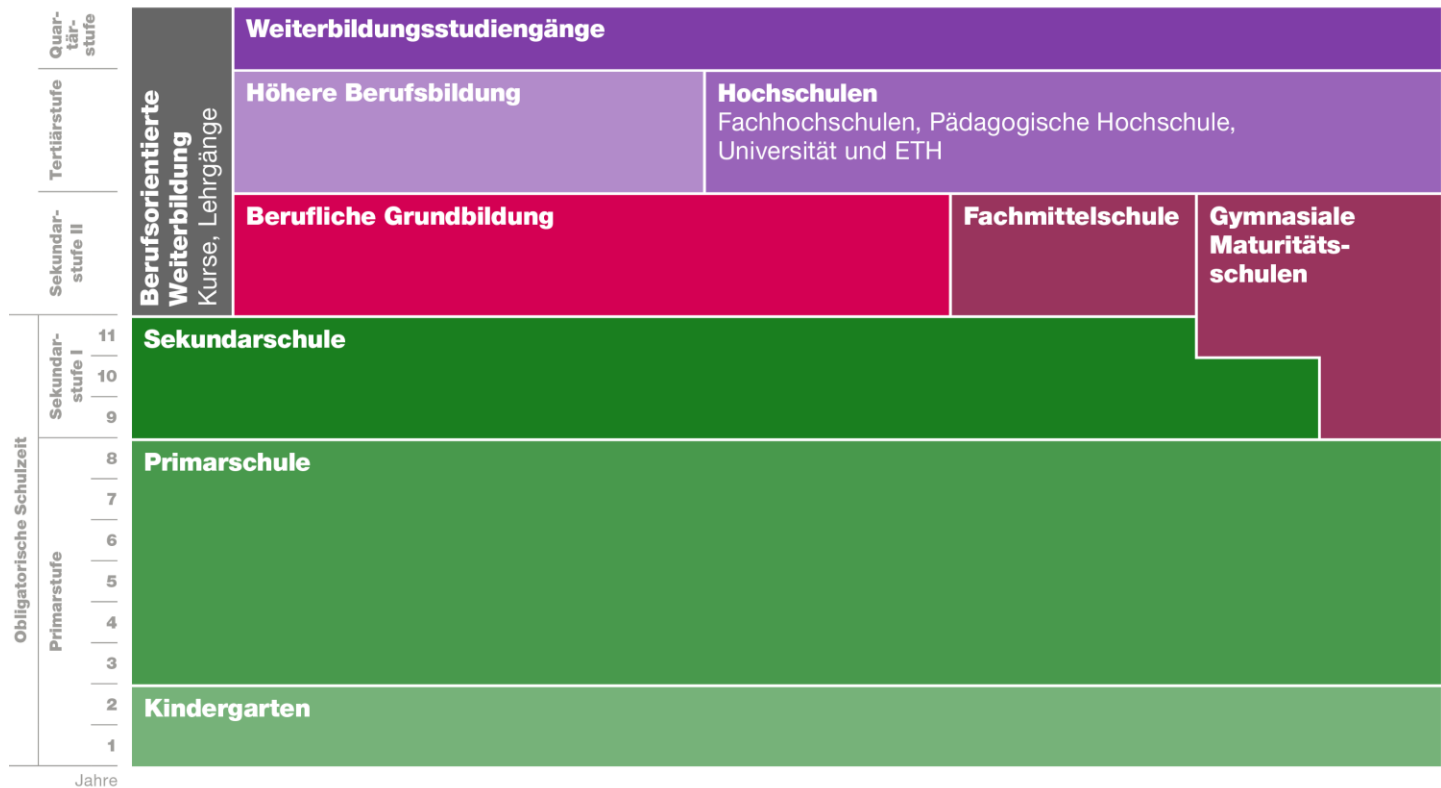 Quar-
tär-
stufe
Tertiärstufe
Sekundar-
stufe II
Sekundar-
stufe I
Primarstufe
Obligatorische Schulzeit
11
10
9
8
7
6
5
4
3
2
1
Jahre
Berufsorientierte
Weiterbildung
Kurse, Lehrgänge
Weiterbildungsstudiengänge
Höhere Berufsbildung
Hochschulen
Fachhochschulen, Pädagogische Hochschule,
Universität und ETH
Berufliche Grundbildung
Fachmittelschule
Gymnasiale
Maturitäts-
schulen
Sekundarschule
Primarschule
Kindergarten